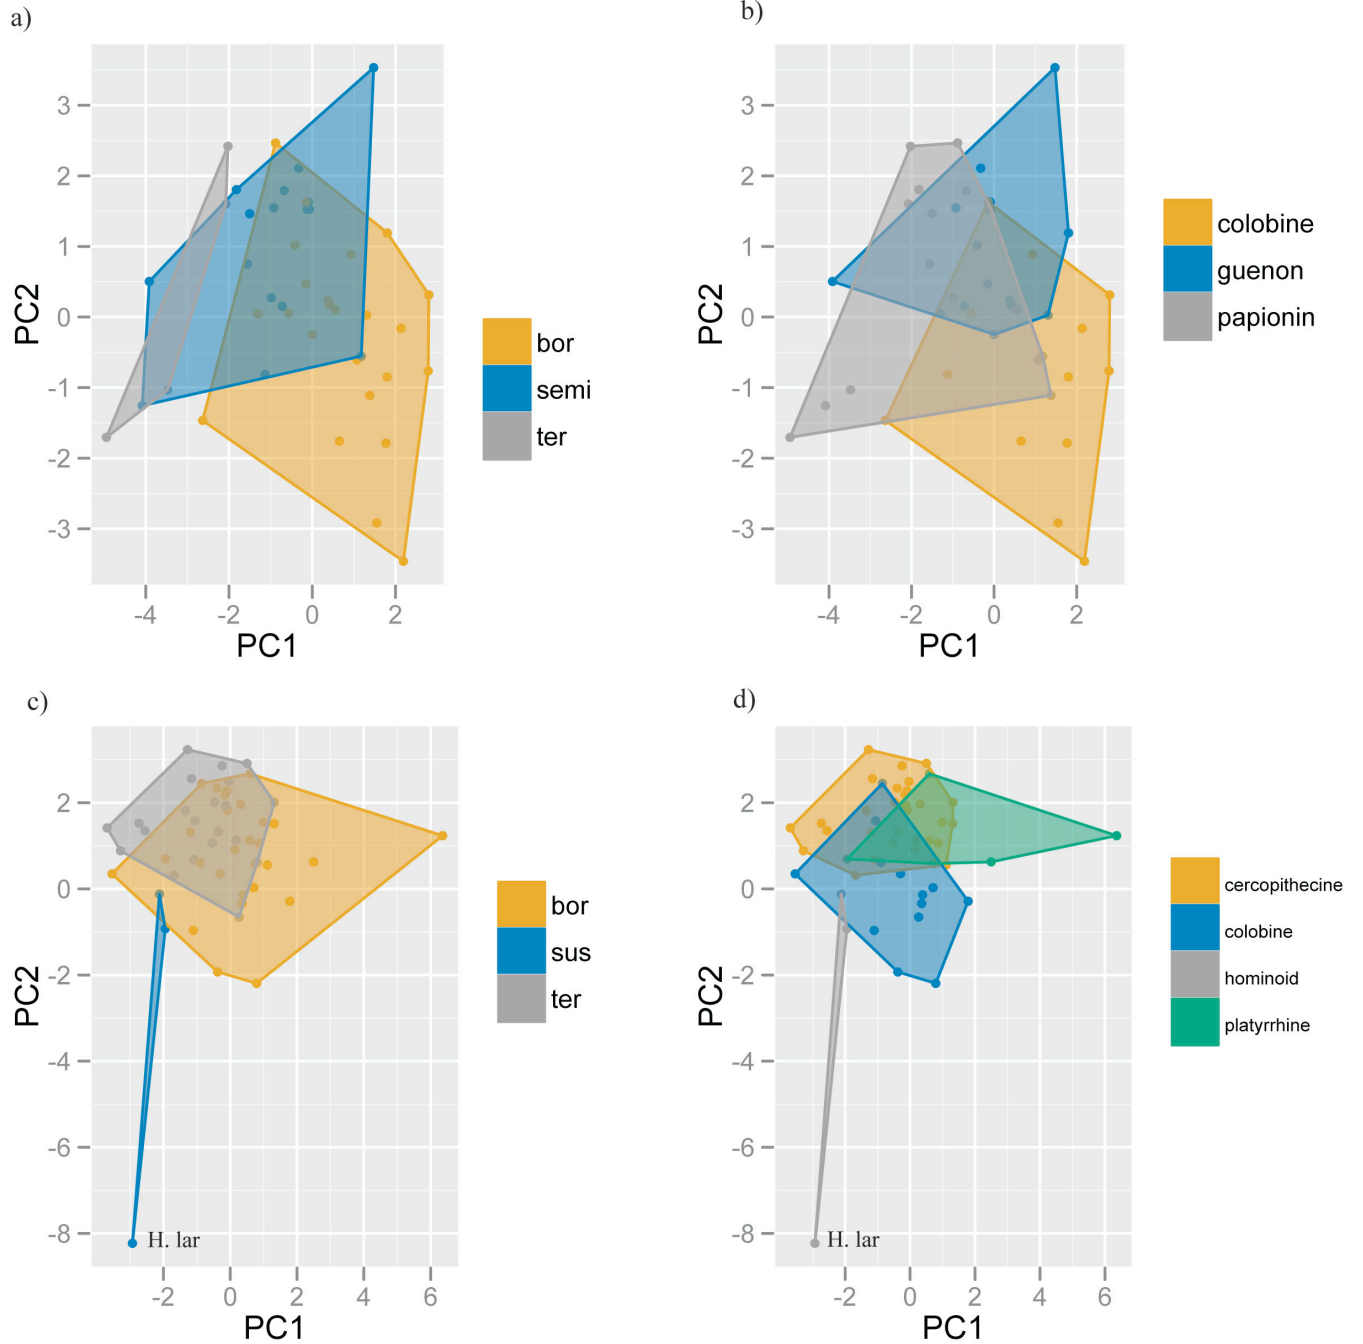 a)
3
2
1
0
-1
-2
-3
PC2
-4 -2 0 2
PC1
bor
semi
ter
b)
3
2
1
0
-1
-2
-3
PC2
-4 -2 0 2
PC1
colobine
guenon
papionin
c)
2
0
-2
-4
-6
-8
PC2
H. lar
-2 0 2 4 6
PC1
bor
sus
ter
d)
2
0
-2
-4
-6
-8
PC2
H. lar
-2 0 2 4 6
PC1
cercopithecine
colobine
hominoid
platyrrhine